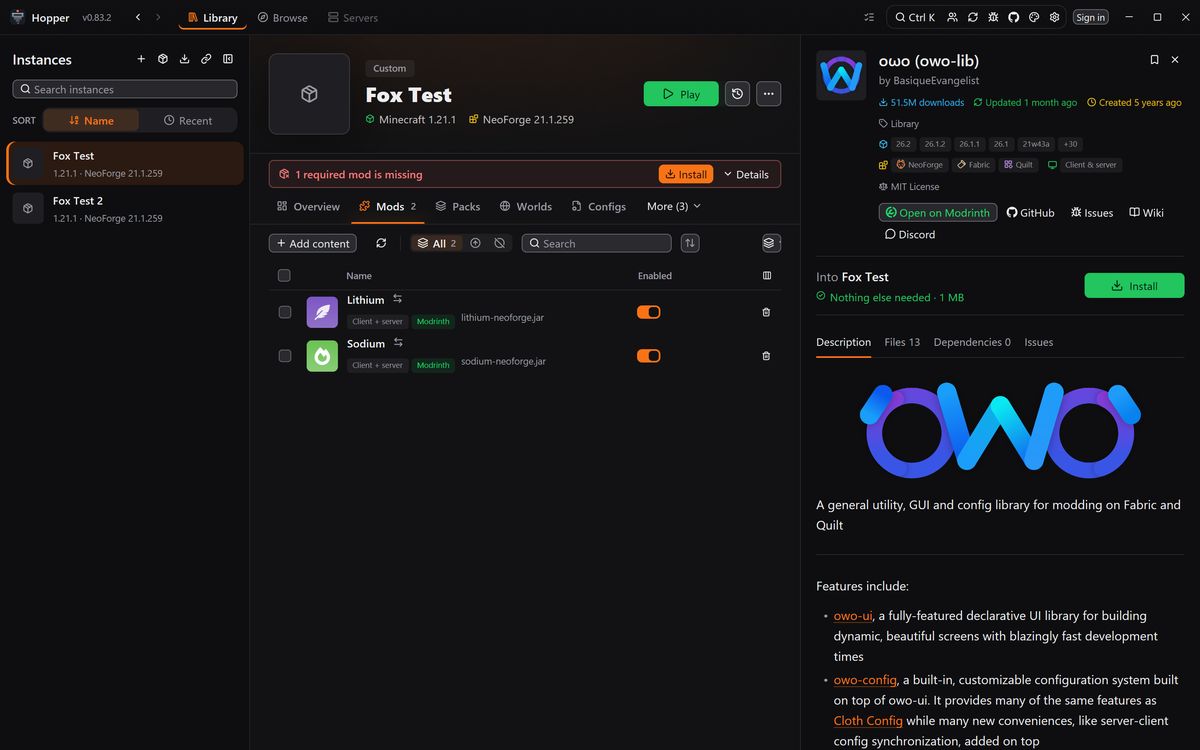 Hopper v0.83.2 Library Browse Servers Ctrl K Sign in
Instances
Search instances
SORT Name Recent
Fox Test
1.21.1 · NeoForge 21.1.259
Fox Test 2
1.21.1 · NeoForge 21.1.259
Custom
Fox Test
Minecraft 1.21.1 NeoForge 21.1.259
Play
1 required mod is missing Install Details
Overview Mods 2 Packs Worlds Configs More (3)
Add content All 2 Search
Name Enabled
Lithium
Client + server Modrinth lithium-neoforge.jar
Sodium
Client + server Modrinth sodium-neoforge.jar
oωo (owo-lib)
by BasiqueEvangelist
51.5M downloads Updated 1 month ago Created 5 years ago
Library
26.2 26.1.2 26.1.1 26.1 21w43a +30
NeoForge Fabric Quilt Client & server
MIT License
Open on Modrinth GitHub Issues Wiki
Discord
Into Fox Test
Nothing else needed · 1 MB
Install
Description Files 13 Dependencies 0 Issues
owo
A general utility, GUI and config library for modding on Fabric and
Quilt
Features include:
• owo-ui, a fully-featured declarative UI library for building
dynamic, beautiful screens with blazingly fast development
times
• owo-config, a built-in, customizable configuration system built
on top of owo-ui. It provides many of the same features as
Cloth Config while many new conveniences, like server-client
config synchronization, added on top